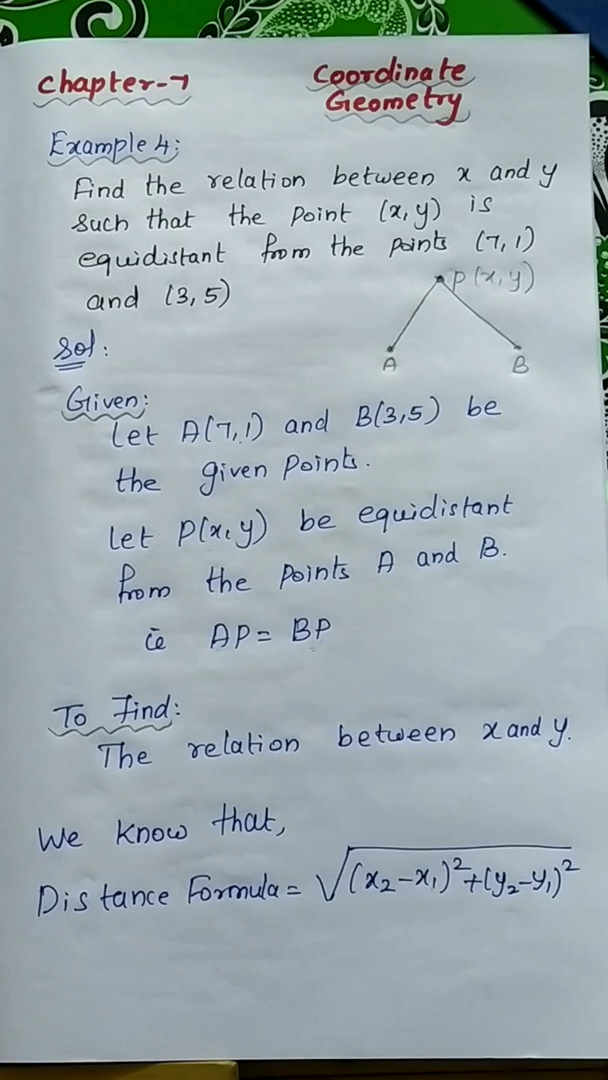 Chapter-7 Coordinate Geometry
Example 4:
Find the relation between x and y
such that the point (x,y) is
equidistant from the points (7,1)
and (3,5)
P(x,y)
A B
Sol:
Given:
Let A(7,1) and B(3,5) be
the given points.
Let P(x,y) be equidistant
from the points A and B.
ie AP = BP
To Find:
The relation between x and y.
We know that,
Distance Formula = √(x₂-x₁)²+(y₂-y₁)²